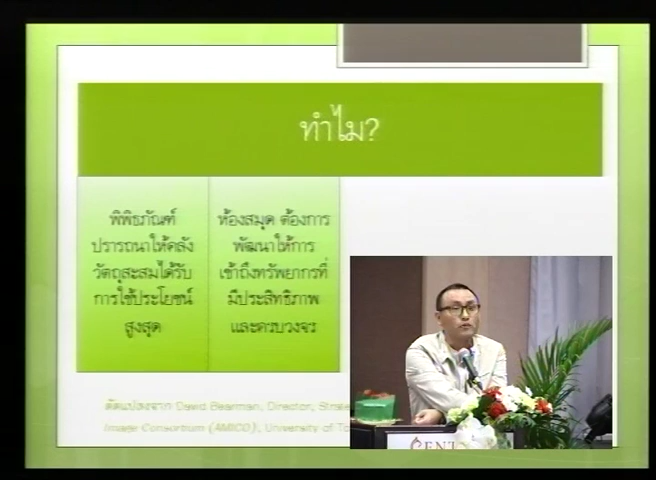 ทำไม?
พิพิธภัณฑ์
ปรารถนาให้คลัง
วัตถุสะสมได้รับ
การใช้ประโยชน์
สูงสุด
ห้องสมุด ต้องการ
พัฒนาให้การ
เข้าถึงทรัพยากรที่
มีประสิทธิภาพ
และครบวงจร
ดัดแปลงจาก David Bearman, Director, Strate
Image Consortium (AMICO), University of To
CENT